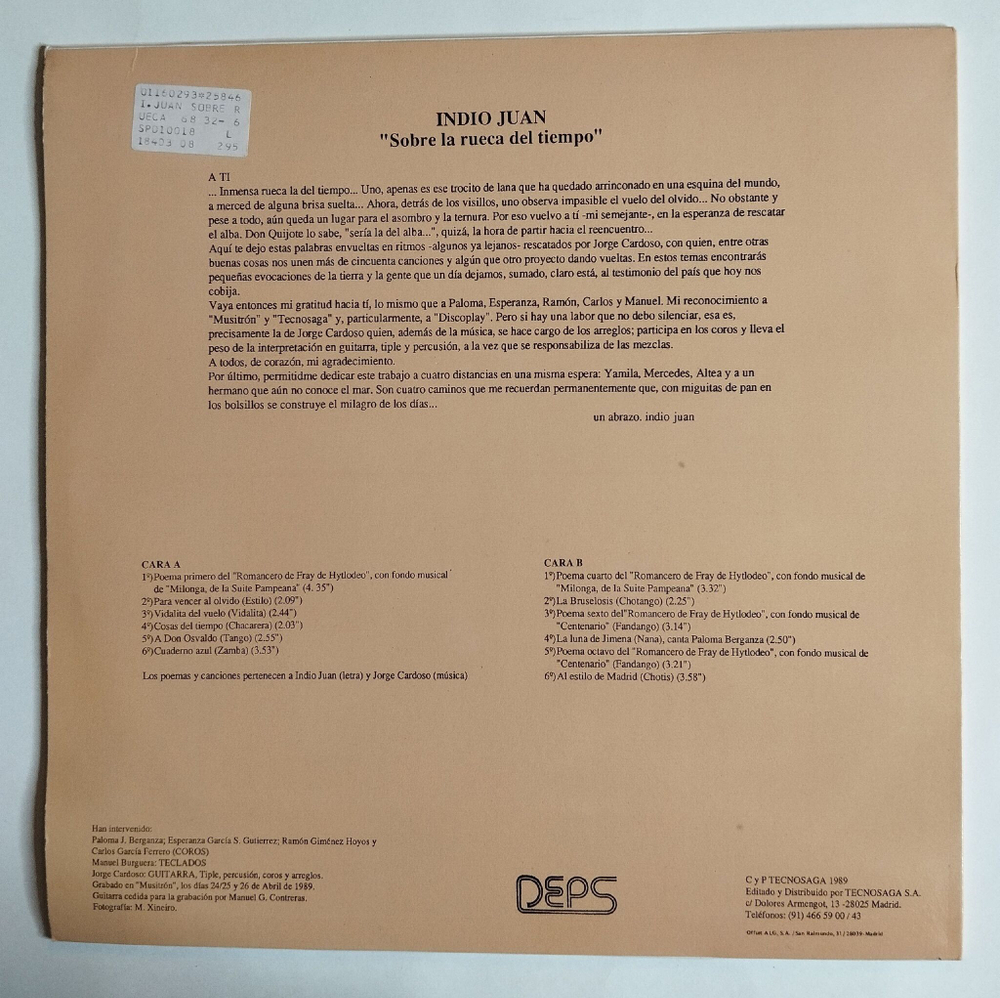 01160293#25846
1.JUAN SOBRE R
UECA 68 32- 6
SPD10018 L
18403 08 295
INDIO JUAN
"Sobre la rueca del tiempo"
A TI
... Inmensa rueca la del tiempo... Uno, apenas es ese trocito de lana que ha quedado arrinconado en una esquina del mundo,
a merced de alguna brisa suelta... Ahora, detrás de los visillos, uno observa impasible el vuelo del olvido... No obstante y
pese a todo, aún queda un lugar para el asombro y la ternura. Por eso vuelvo a tí -mi semejante-, en la esperanza de rescatar
el alba. Don Quijote lo sabe, "sería la del alba...", quizá, la hora de partir hacia el reencuentro...
Aquí te dejo estas palabras envueltas en ritmos -algunos ya lejanos- rescatados por Jorge Cardoso, con quien, entre otras
buenas cosas nos unen más de cincuenta canciones y algún que otro proyecto dando vueltas. En estos temas encontrarás
pequeñas evocaciones de la tierra y la gente que un día dejamos, sumado, claro está, al testimonio del país que hoy nos
cobija.
Vaya entonces mi gratitud hacia tí, lo mismo que a Paloma, Esperanza, Ramón, Carlos y Manuel. Mi reconocimiento a
"Musitrón" y "Tecnosaga" y, particularmente, a "Discoplay". Pero si hay una labor que no debo silenciar, esa es,
precisamente la de Jorge Cardoso quien, además de la música, se hace cargo de los arreglos; participa en los coros y lleva el
peso de la interpretación en guitarra, tiple y percusión, a la vez que se responsabiliza de las mezclas.
A todos, de corazón, mi agradecimiento.
Por último, permitidme dedicar este trabajo a cuatro distancias en una misma espera: Yamila, Mercedes, Altea y a un
hermano que aún no conoce el mar. Son cuatro caminos que me recuerdan permanentemente que, con miguitas de pan en
los bolsillos se construye el milagro de los días...
un abrazo. indio juan
CARA A
1º)Poema primero del "Romancero de Fray de Hytlodeo", con fondo musical
de "Milonga, de la Suite Pampeana" (4. 35")
2º)Para vencer al olvido (Estilo) (2.09")
3º)Vidalita del vuelo (Vidalita) (2.44")
4º)Cosas del tiempo (Chacarera) (2.03")
5º)A Don Osvaldo (Tango) (2.55")
6º)Cuaderno azul (Zamba) (3.53")
Los poemas y canciones pertenecen a Indio Juan (letra) y Jorge Cardoso (música)
CARA B
1º)Poema cuarto del "Romancero de Fray de Hytlodeo", con fondo musical de
"Milonga, de la Suite Pampeana" (3.32")
2º)La Bruselosis (Chotango) (2.25")
3º)Poema sexto del"Romancero de Fray de Hytlodeo", con fondo musical de
"Centenario" (Fandango) (3.14")
4º)La luna de Jimena (Nana), canta Paloma Berganza (2.50")
5º)Poema octavo del "Romancero de Fray de Hytlodeo", con fondo musical de
"Centenario" (Fandango) (3.21")
6º)Al estilo de Madrid (Chotis) (3.58")
Han intervenido:
Paloma J. Berganza; Esperanza García S. Gutierrez; Ramón Giménez Hoyos y
Carlos García Ferrero (COROS)
Manuel Burguera: TECLADOS
Jorge Cardoso: GUITARRA, Tiple, percusión, coros y arreglos.
Grabado en "Musitrón", los días 24/25 y 26 de Abril de 1989.
Guitarra cedida para la grabación por Manuel G. Contreras.
Fotografía: M. Xineiro.
DEPS
C y P TECNOSAGA 1989
Editado y Distribuido por TECNOSAGA S.A.
c/ Dolores Armengot, 13 -28025 Madrid.
Teléfonos: (91) 466 59 00 / 43
Offset ALG, S.A. / San Raimundo, 31 / 28039- Madrid